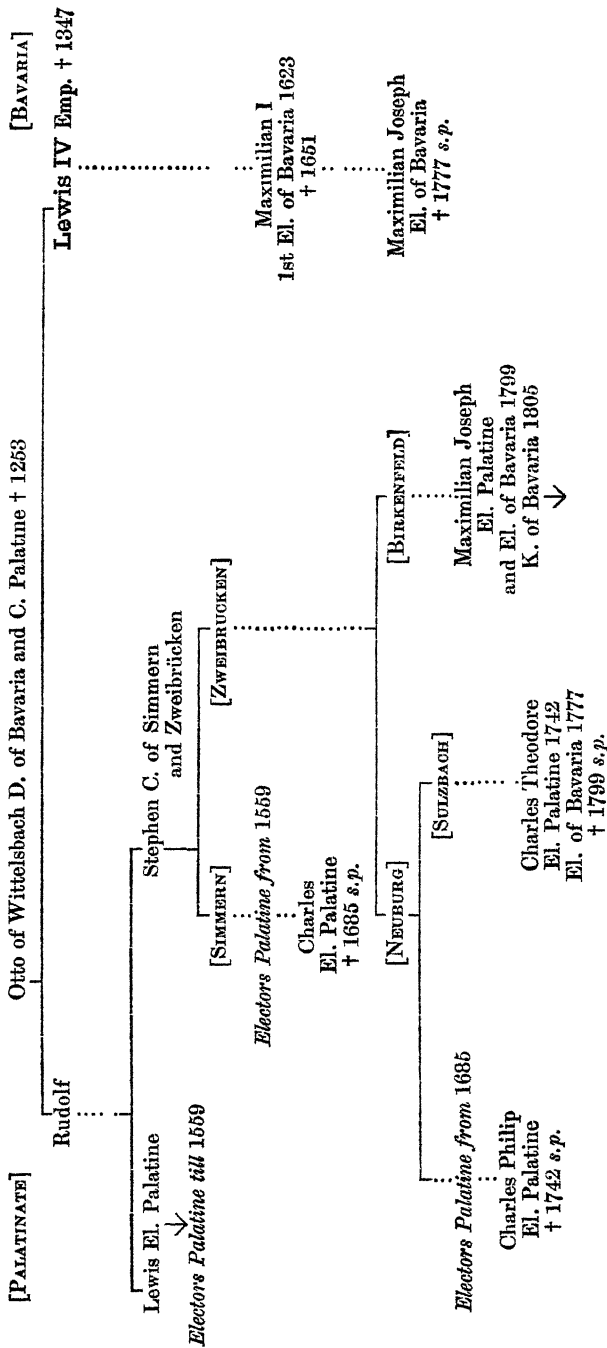 [PALATINATE]
[BAVARIA]
Otto of Wittelsbach D. of Bavaria and C. Palatine † 1253
Rudolf
Lewis IV Emp. † 1347
Lewis El. Palatine
Electors Palatine till 1559
Stephen C. of Simmern
and Zweibrücken
[SIMMERN]
Electors Palatine from 1559
Charles
El. Palatine
† 1685 s.p.
[ZWEIBRUCKEN]
Maximilian I
1st El. of Bavaria 1623
† 1651
Maximilian Joseph
El. of Bavaria
† 1777 s.p.
[NEUBURG]
[BIRKENFELD]
Electors Palatine from 1685
Charles Philip
El. Palatine
† 1742 s.p.
[SULZBACH]
Charles Theodore
El. Palatine 1742
El. of Bavaria 1777
† 1799 s.p.
Maximilian Joseph
El. Palatine
and El. of Bavaria 1799
K. of Bavaria 1805